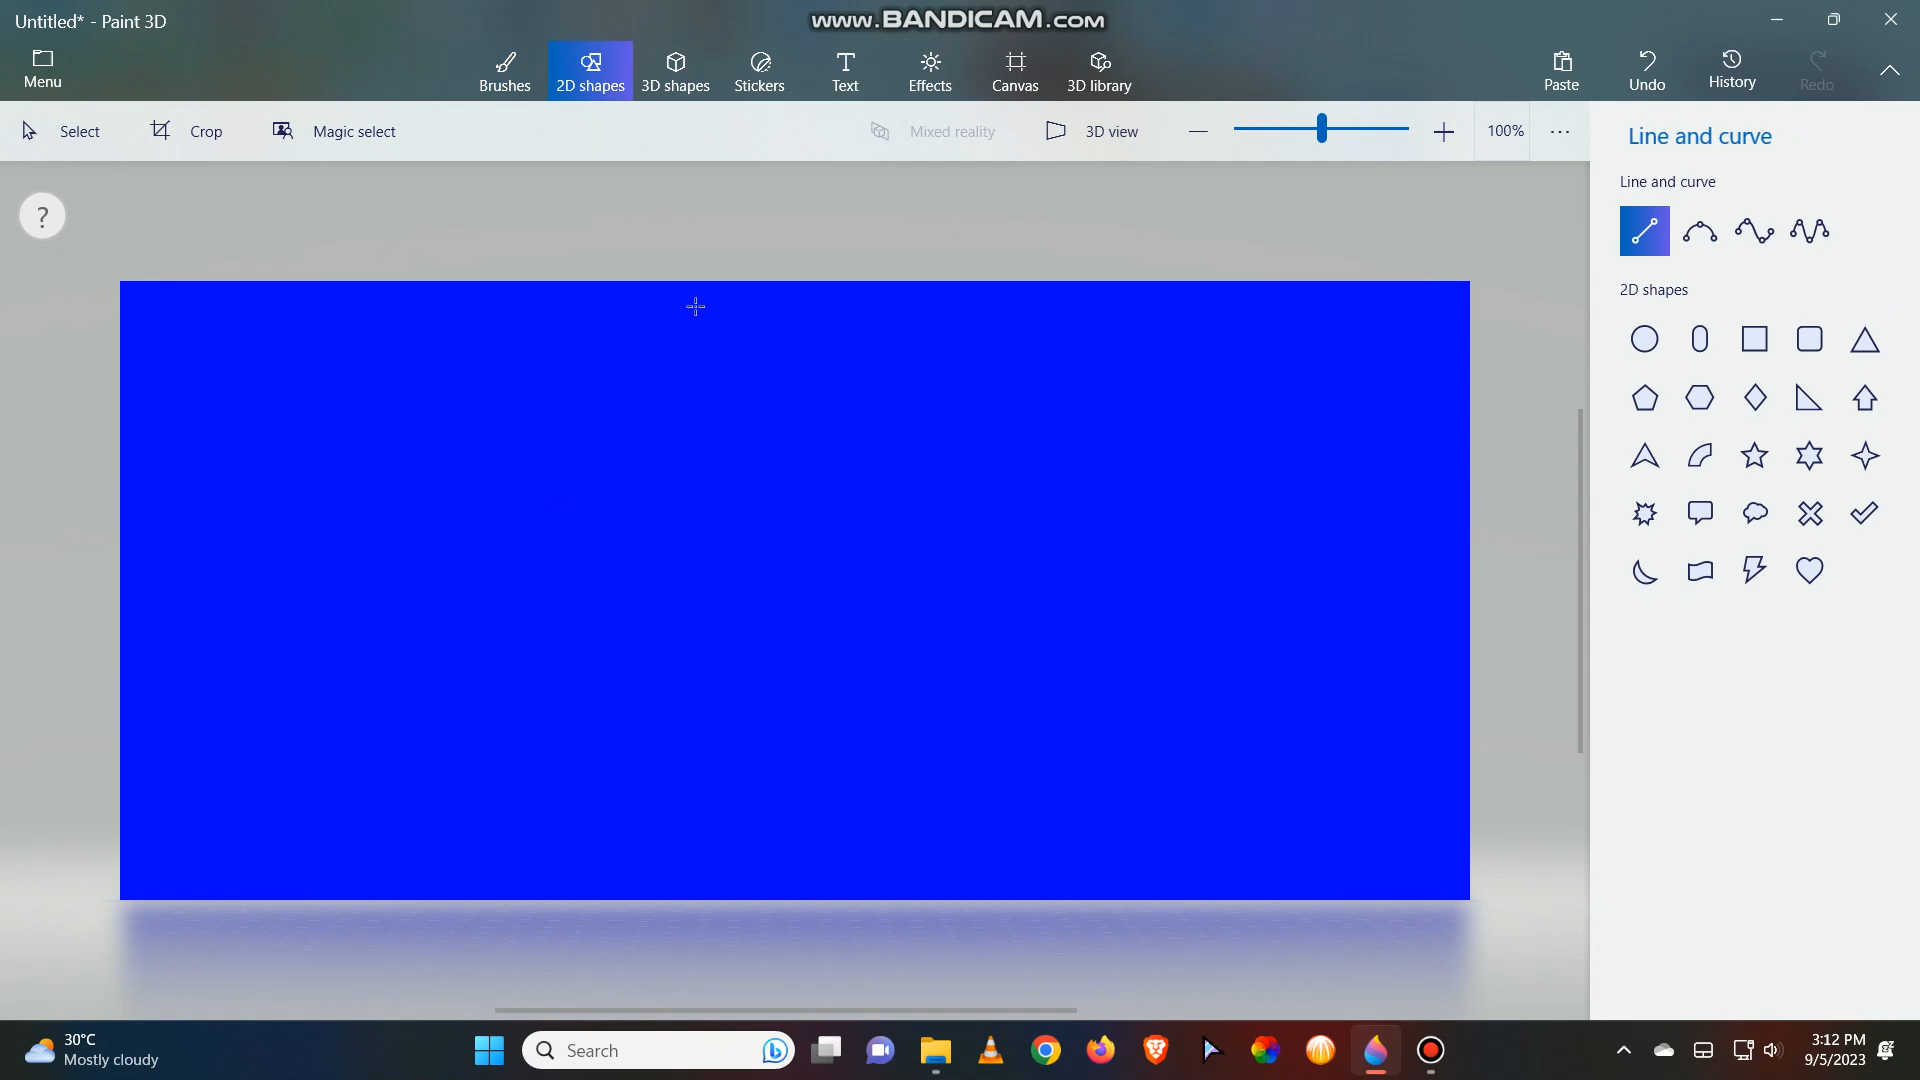 Untitled* - Paint 3D
www.BANDICAM.com
Menu
Brushes
2D shapes
3D shapes
Stickers
Text
Effects
Canvas
3D library
Paste
Undo
History
Redo
Select
Crop
Magic select
Mixed reality
3D view
100%
Line and curve
Line and curve
2D shapes
?
30°C
Mostly cloudy
Search
3:12 PM
9/5/2023